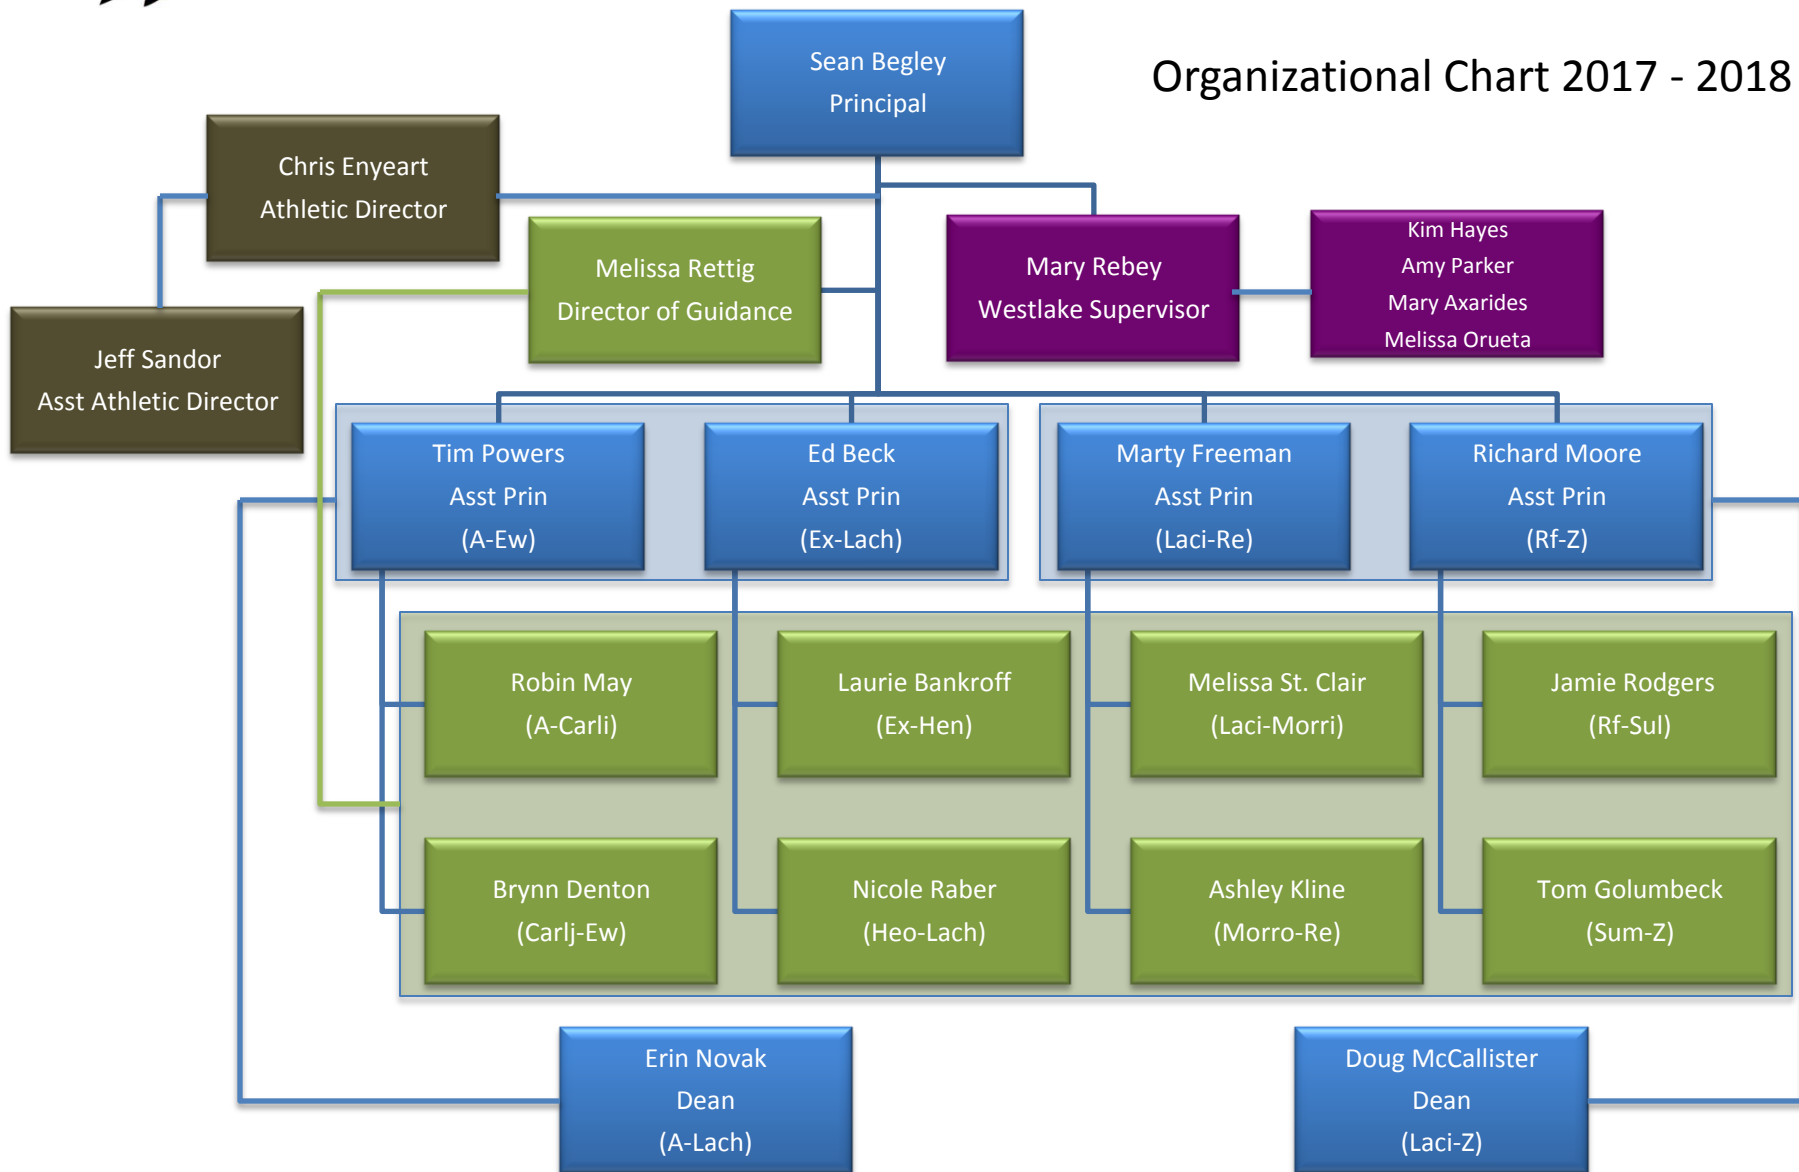 Organizational Chart 2017 - 2018
Sean Begley
Principal
Chris Enyeart
Athletic Director
Melissa Rettig
Director of Guidance
Mary Rebey
Westlake Supervisor
Kim Hayes
Amy Parker
Mary Axarides
Melissa Orueta
Jeff Sandor
Asst Athletic Director
Tim Powers
Asst Prin
(A-Ew)
Ed Beck
Asst Prin
(Ex-Lach)
Marty Freeman
Asst Prin
(Laci-Re)
Richard Moore
Asst Prin
(Rf-Z)
Robin May
(A-Carli)
Laurie Bankroff
(Ex-Hen)
Melissa St. Clair
(Laci-Morri)
Jamie Rodgers
(Rf-Sul)
Brynn Denton
(Carlj-Ew)
Nicole Raber
(Heo-Lach)
Ashley Kline
(Morro-Re)
Tom Golumbeck
(Sum-Z)
Erin Novak
Dean
(A-Lach)
Doug McCallister
Dean
(Laci-Z)